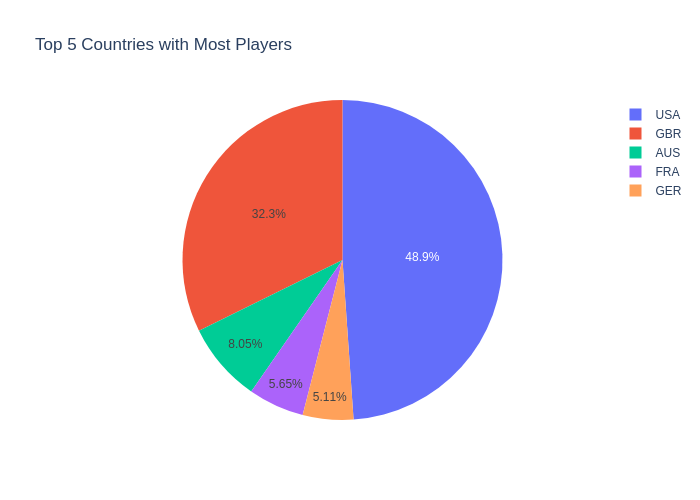 Top 5 Countries with Most Players
USA
GBR
AUS
FRA
GER
32.3%
48.9%
8.05%
5.65%
5.11%